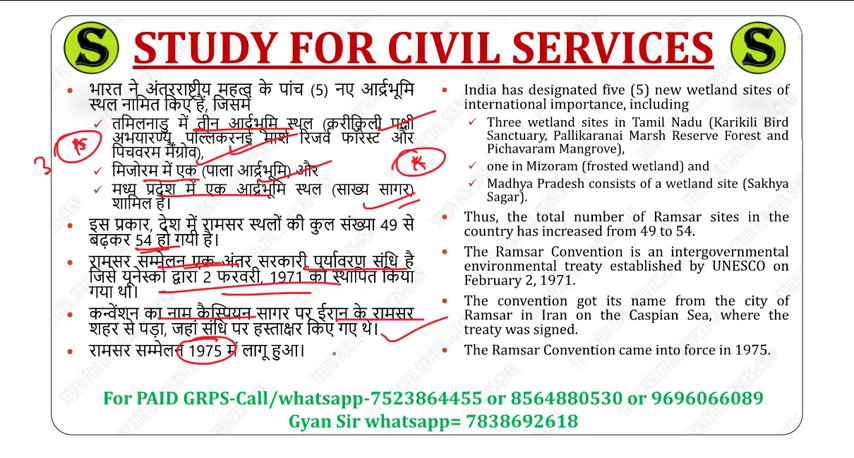 S STUDY FOR CIVIL SERVICES S
भारत ने अंतरराष्ट्रीय महत्व के पांच (5) नए आर्द्रभूमि
स्थल नामित किए हैं, जिसमें
तमिलनाडु में तीन आर्द्रभूमि स्थल (करीकिली पक्षी
अभयारण्य, पल्लिकरनई मार्श रिजर्व फॉरेस्ट और
पिचवरम मैंग्रोव),
3
मिजोरम में एक (पाला आर्द्रभूमि) और
मध्य प्रदेश में एक आर्द्रभूमि स्थल (साख्य सागर)
शामिल हैं।
इस प्रकार, देश में रामसर स्थलों की कुल संख्या 49 से
बढ़कर 54 हो गयी है।
रामसर सम्मेलन एक अंतर सरकारी पर्यावरण संधि है
जिसे यूनेस्को द्वारा 2 फरवरी, 1971 को स्थापित किया
गया था।
कन्वेंशन का नाम कैस्पियन सागर पर ईरान के रामसर
शहर से पड़ा, जहां संधि पर हस्ताक्षर किए गए थे।
रामसर सम्मेलन 1975 में लागू हुआ।
India has designated five (5) new wetland sites of
international importance, including
Three wetland sites in Tamil Nadu (Karikili Bird
Sanctuary, Pallikaranai Marsh Reserve Forest and
Pichavaram Mangrove),
one in Mizoram (frosted wetland) and
Madhya Pradesh consists of a wetland site (Sakhya
Sagar).
Thus, the total number of Ramsar sites in the
country has increased from 49 to 54.
The Ramsar Convention is an intergovernmental
environmental treaty established by UNESCO on
February 2, 1971.
The convention got its name from the city of
Ramsar in Iran on the Caspian Sea, where the
treaty was signed.
The Ramsar Convention came into force in 1975.
For PAID GRPS-Call/whatsapp-7523864455 or 8564880530 or 9696066089
Gyan Sir whatsapp= 7838692618